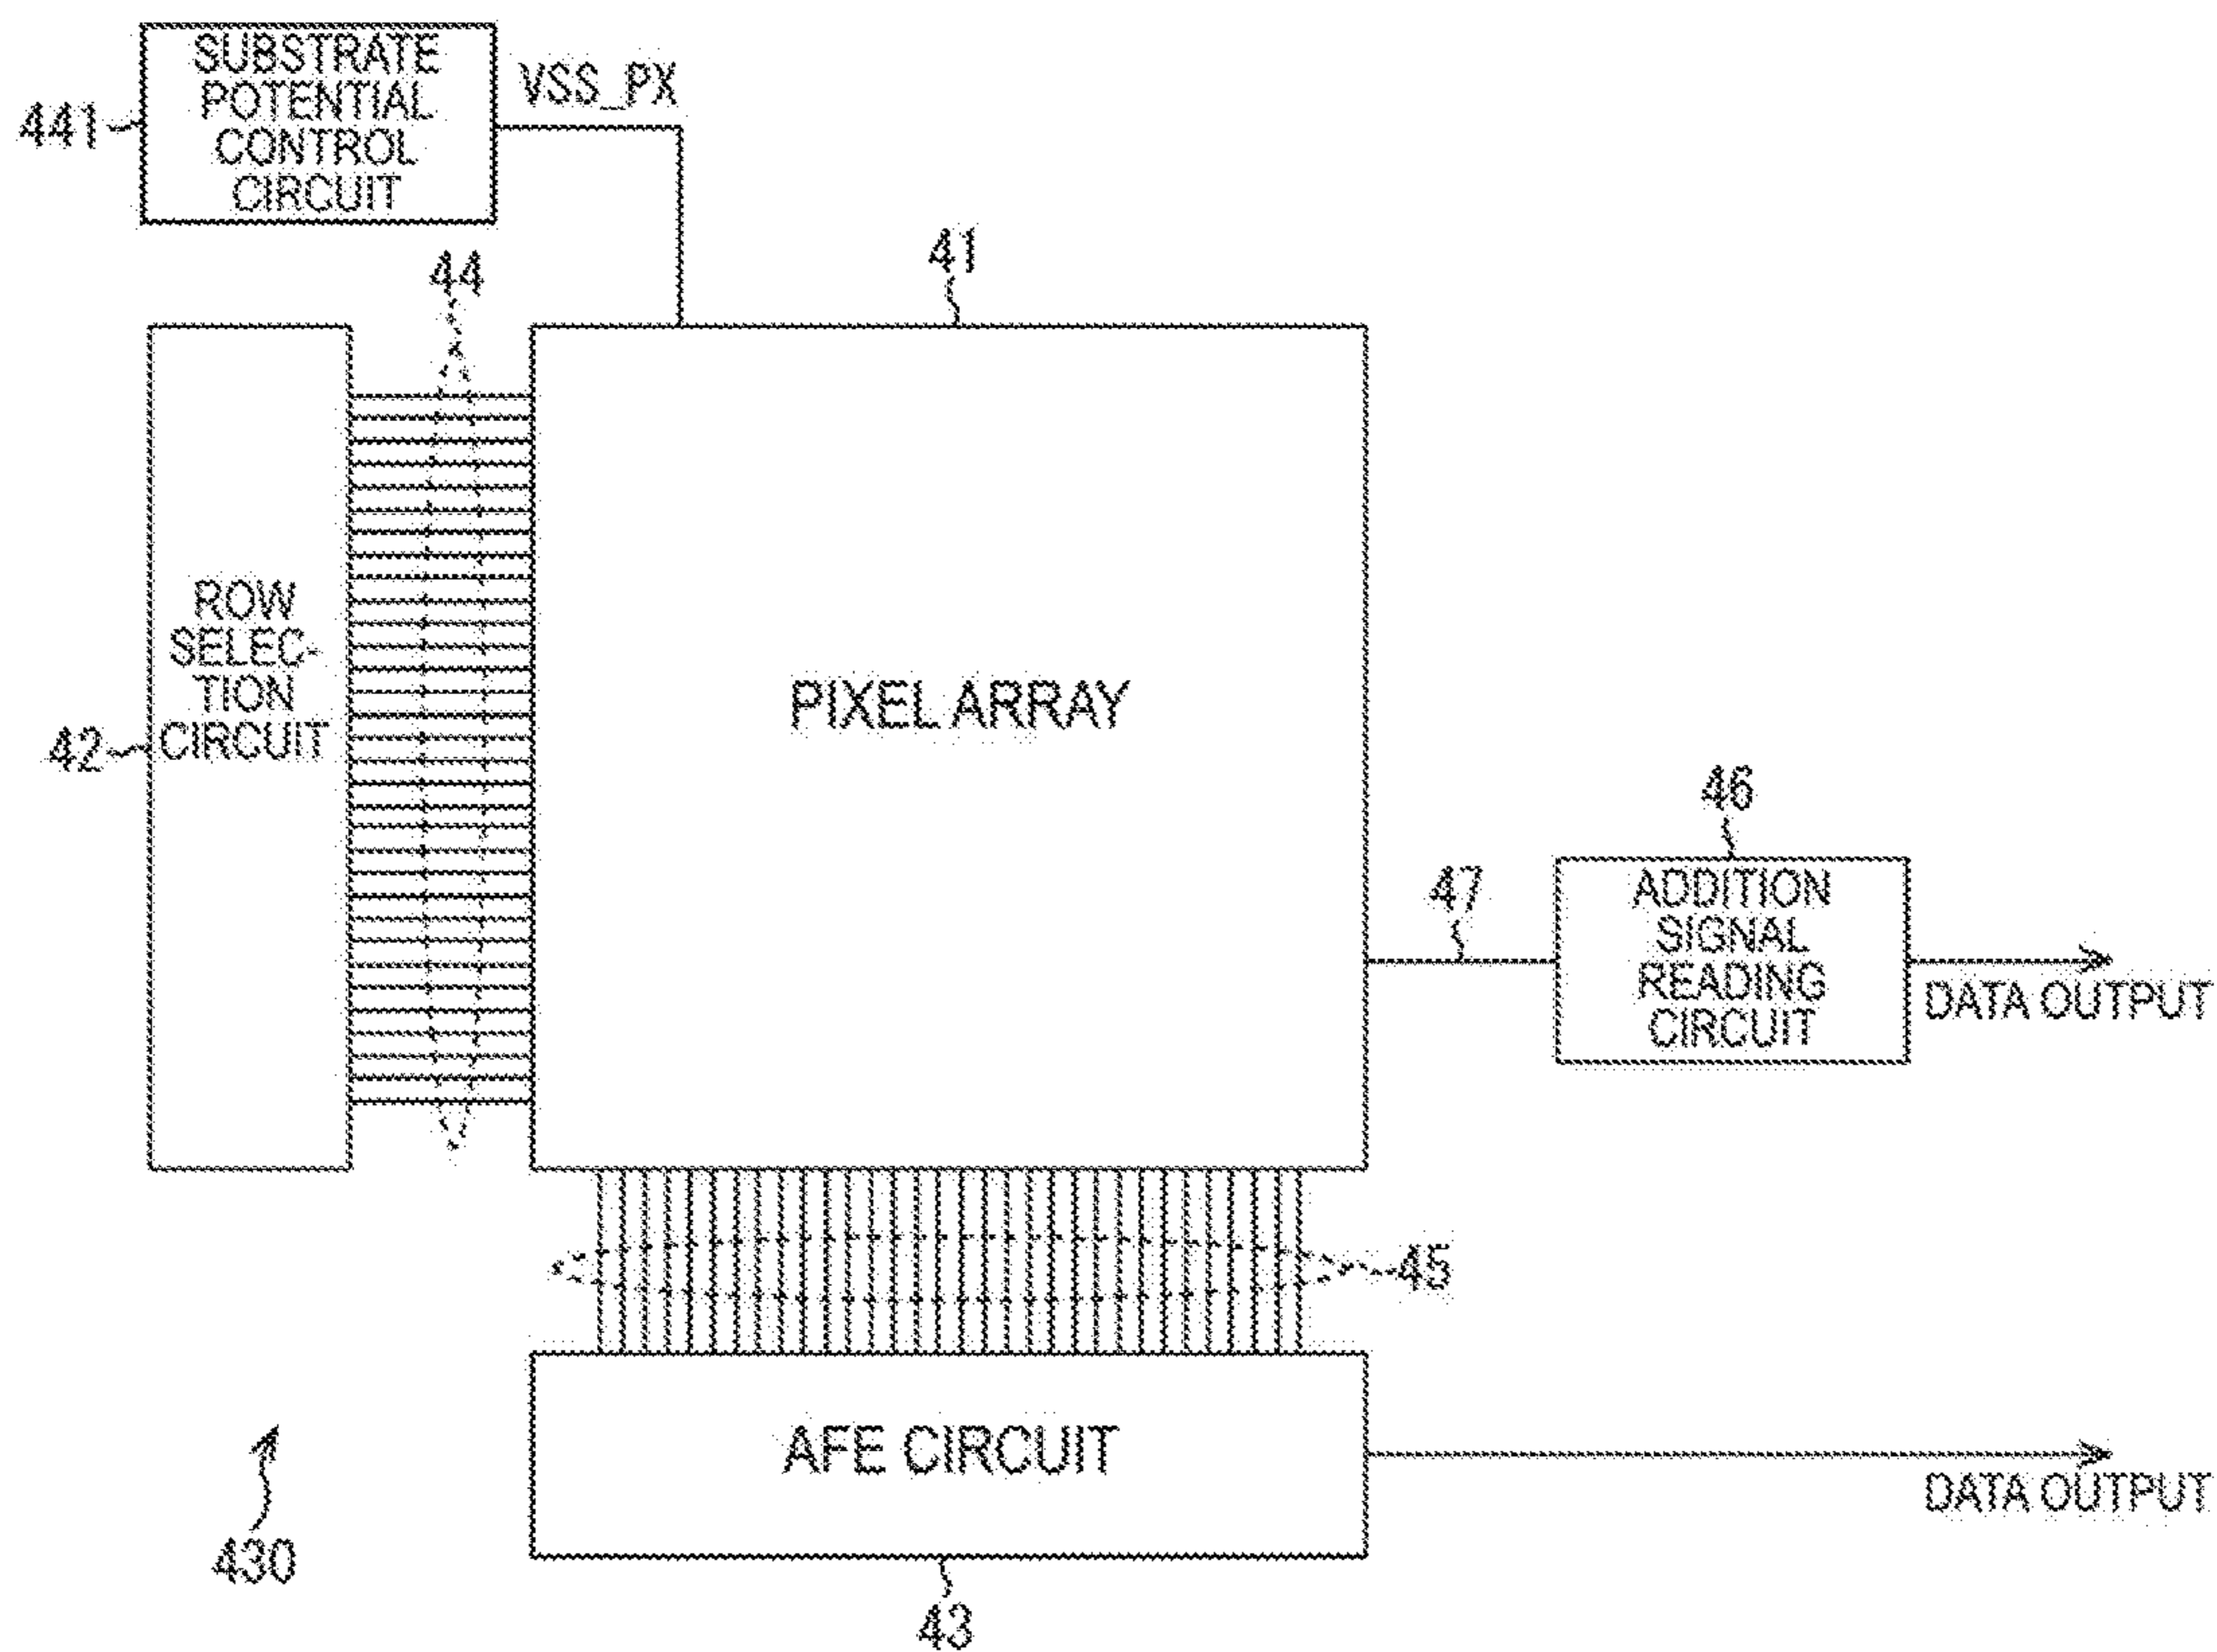 SUBSTRATE
POTENTIAL
CONTROL
CIRCUIT
441
VSS_PX
44
41
ROW
SELEC-
TION
CIRCUIT
42
PIXEL ARRAY
46
47
ADDITION
SIGNAL
READING
CIRCUIT
DATA OUTPUT
45
AFE CIRCUIT
DATA OUTPUT
430
43